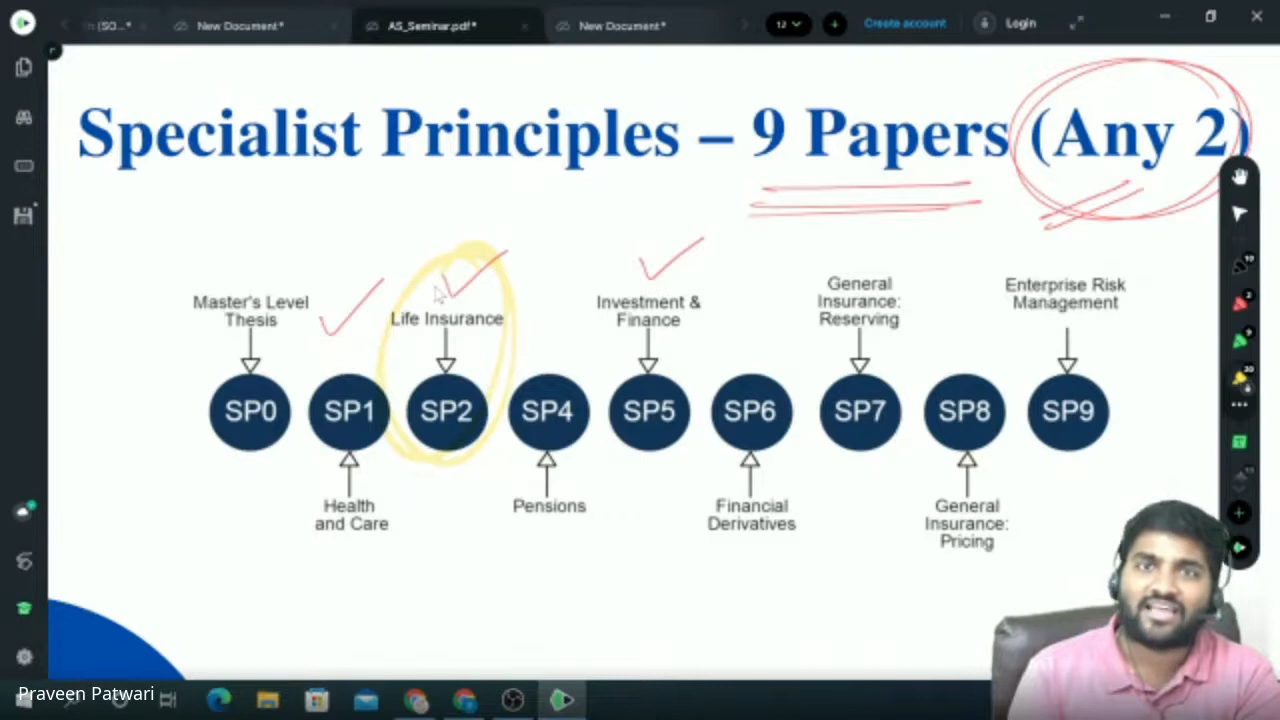 (SO...*
New Document*
AS_Seminar.pdf*
New Document*
12
Create account
Login
Specialist Principles – 9 Papers (Any 2)
Master's Level
Thesis
Life Insurance
Investment &
Finance
General
Insurance:
Reserving
Enterprise Risk
Management
SP0
SP1
SP2
SP4
SP5
SP6
SP7
SP8
SP9
Health
and Care
Pensions
Financial
Derivatives
General
Insurance:
Pricing
Praveen Patwari